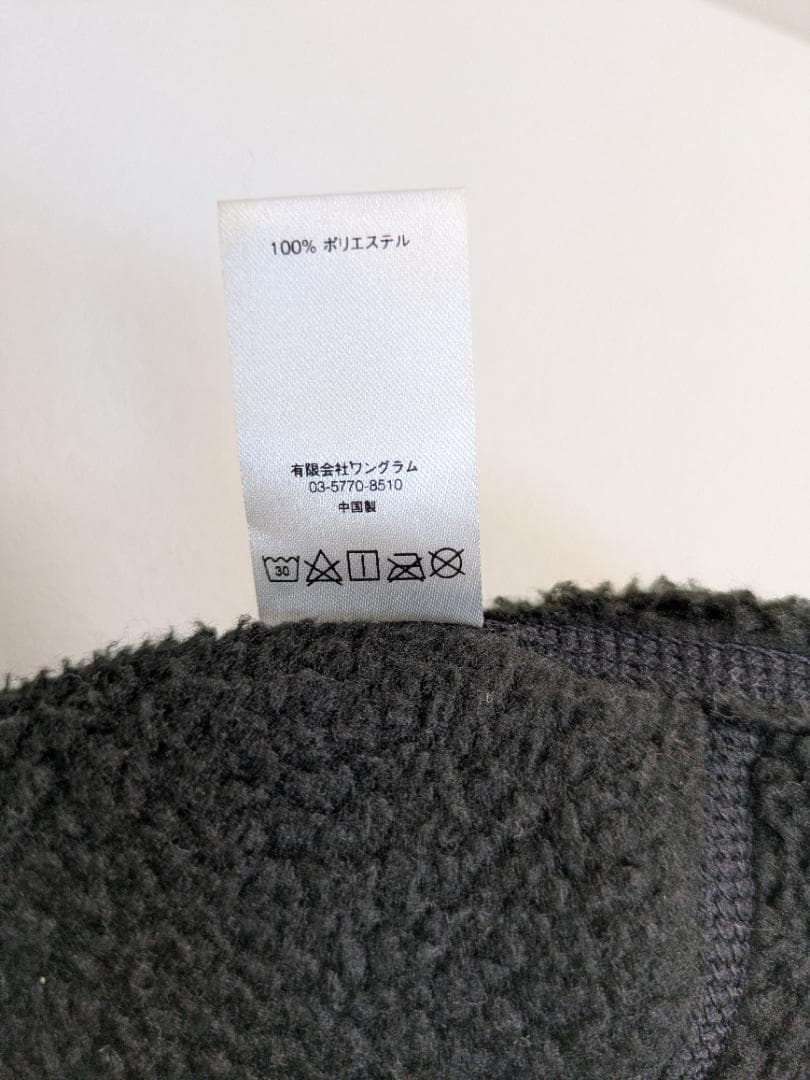 100% ポリエステル
有限会社ワングラム
03-5770-8510
中国製
30